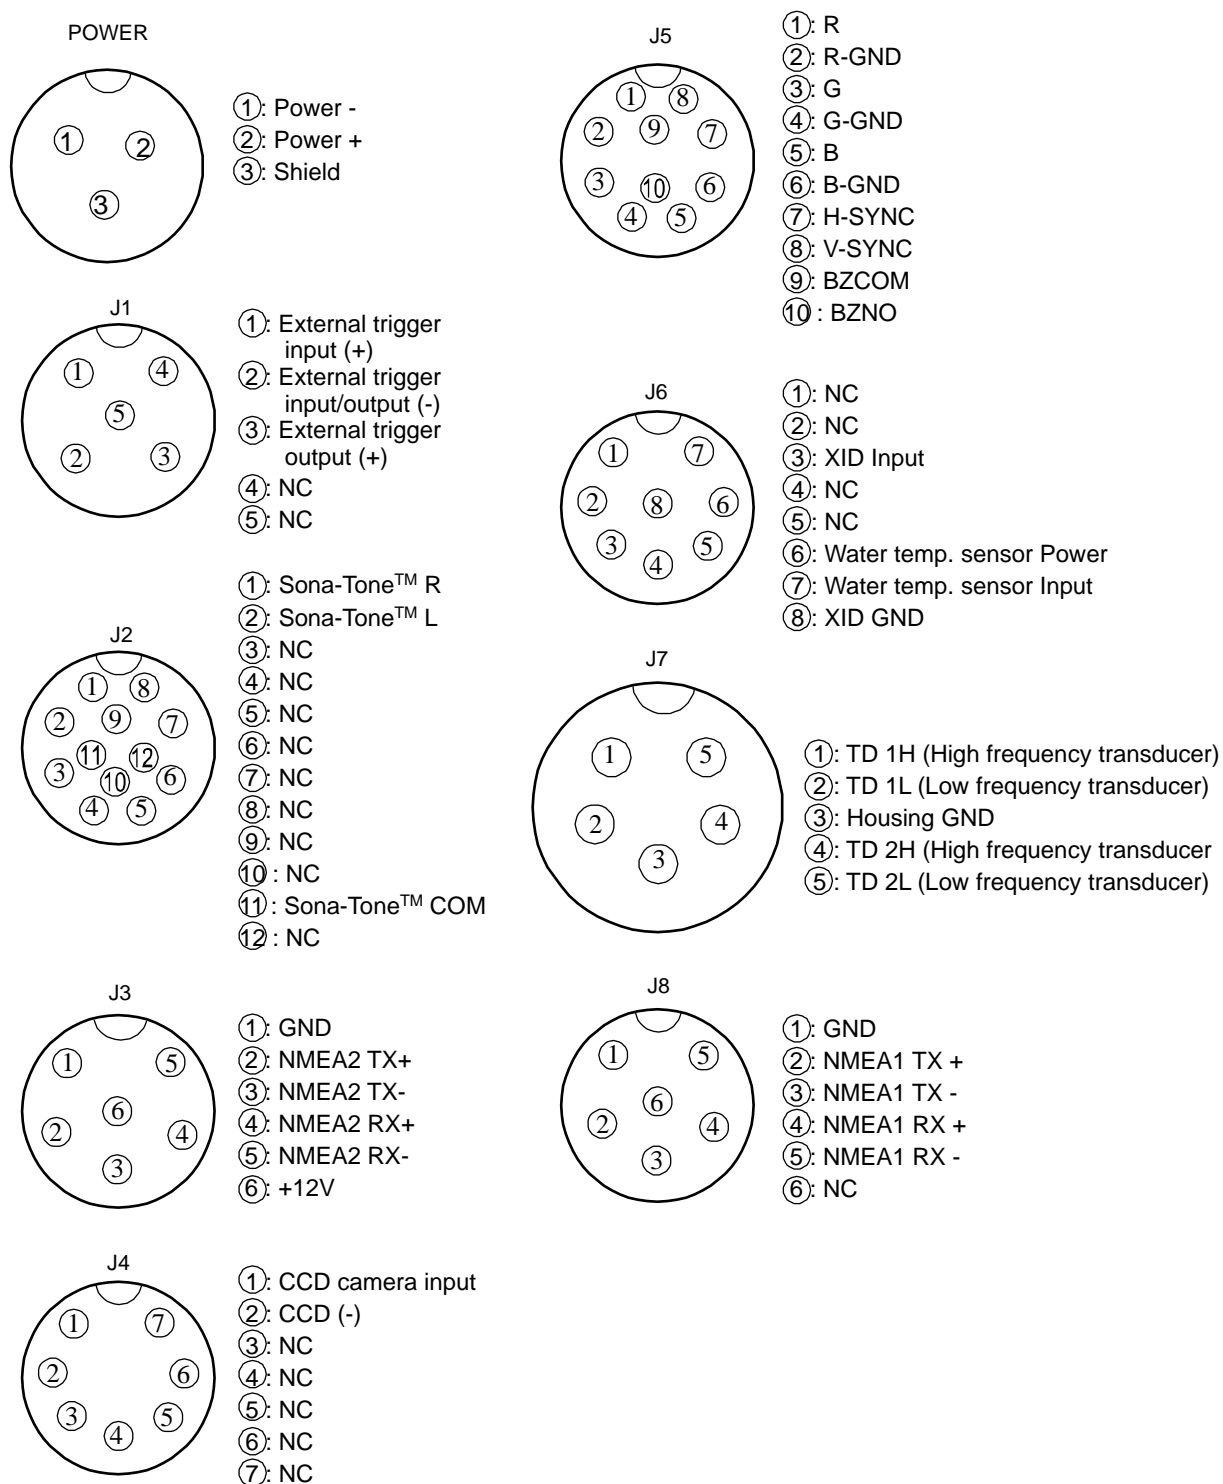 POWER
1 2 3
①: Power -
②: Power +
③: Shield
J1
1 4
5
2 3
①: External trigger
input (+)
②: External trigger
input/output (-)
③: External trigger
output (+)
④: NC
⑤: NC
J2
1 8
2 9 7
11 12
3 10 6
4 5
①: Sona-Tone™ R
②: Sona-Tone™ L
③: NC
④: NC
⑤: NC
⑥: NC
⑦: NC
⑧: NC
⑨: NC
⑩ : NC
⑪ : Sona-Tone™ COM
⑫ : NC
J3
1 5
6
2 4
3
①: GND
②: NMEA2 TX+
③: NMEA2 TX-
④: NMEA2 RX+
⑤: NMEA2 RX-
⑥: +12V
J4
1 7
2 6
3 5
4
①: CCD camera input
②: CCD (-)
③: NC
④: NC
⑤: NC
⑥: NC
⑦: NC
J5
1 8
2 9 7
3 10 6
4 5
①: R
②: R-GND
③: G
④: G-GND
⑤: B
⑥: B-GND
⑦: H-SYNC
⑧: V-SYNC
⑨: BZCOM
⑩ : BZNO
J6
1 7
2 8 6
3 5
4
①: NC
②: NC
③: XID Input
④: NC
⑤: NC
⑥: Water temp. sensor Power
⑦: Water temp. sensor Input
⑧: XID GND
J7
1 5
2 4
3
①: TD 1H (High frequency transducer)
②: TD 1L (Low frequency transducer)
③: Housing GND
④: TD 2H (High frequency transducer
⑤: TD 2L (Low frequency transducer)
J8
1 5
6
2 4
3
①: GND
②: NMEA1 TX +
③: NMEA1 TX -
④: NMEA1 RX +
⑤: NMEA1 RX -
⑥: NC